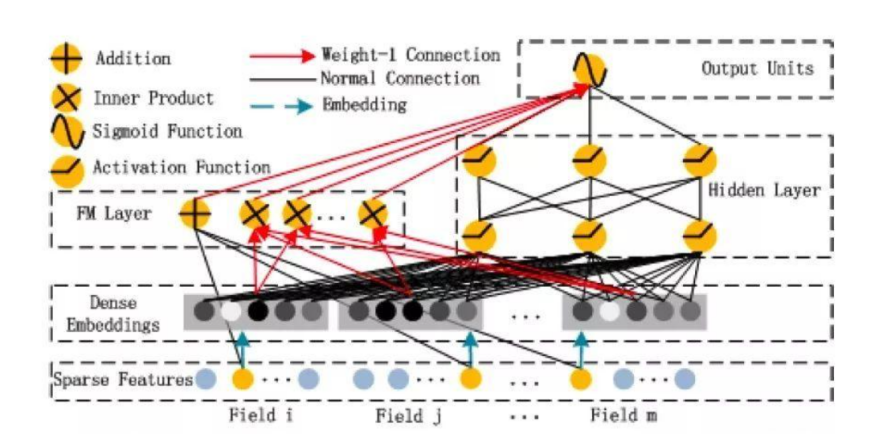 Addition
Weight-1 Connection
Normal Connection
Output Units
Inner Product
Embedding
Sigmoid Function
Activation Function
Hidden Layer
FM Layer
...
Dense
Embeddings
...
Sparse Features
...
...
...
...
Field i
Field j
...
Field m